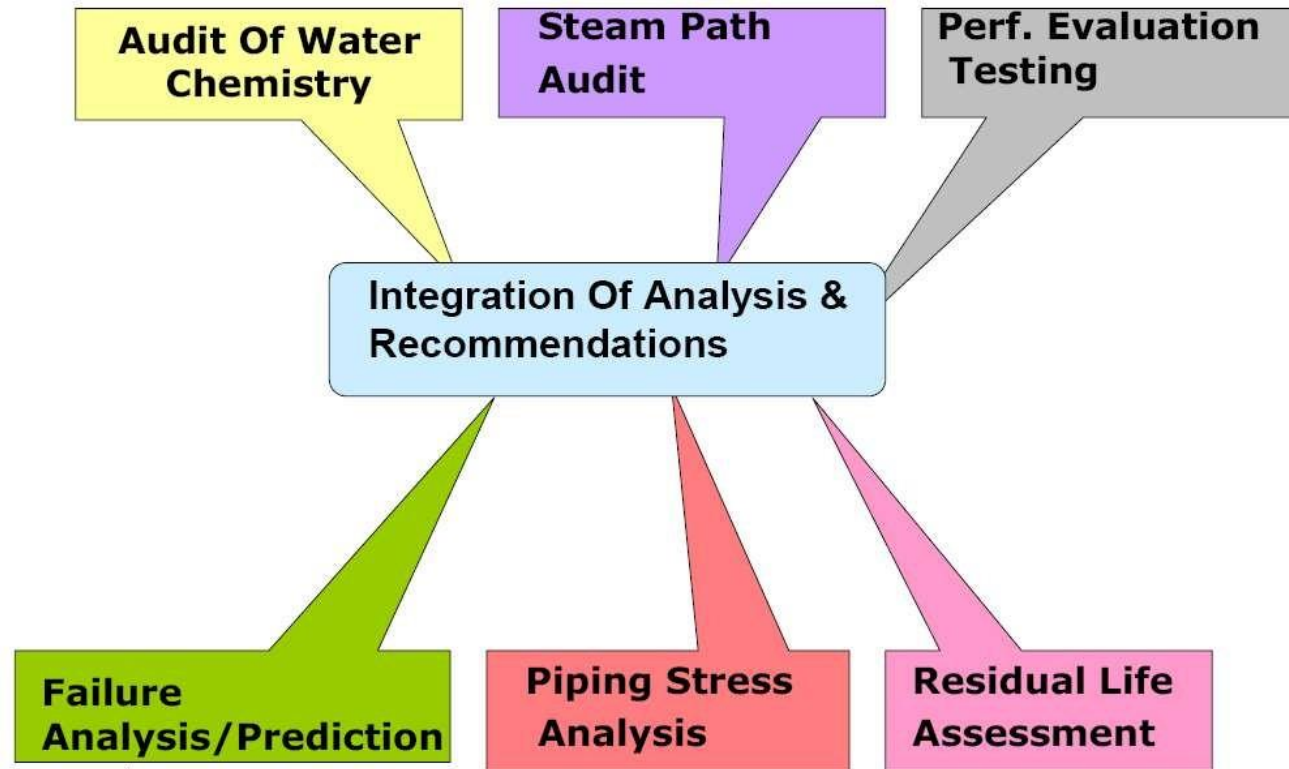 Audit Of Water
Chemistry
Steam Path
Audit
Perf. Evaluation
Testing
Integration Of Analysis &
Recommendations
Failure
Analysis/Prediction
Piping Stress
Analysis
Residual Life
Assessment